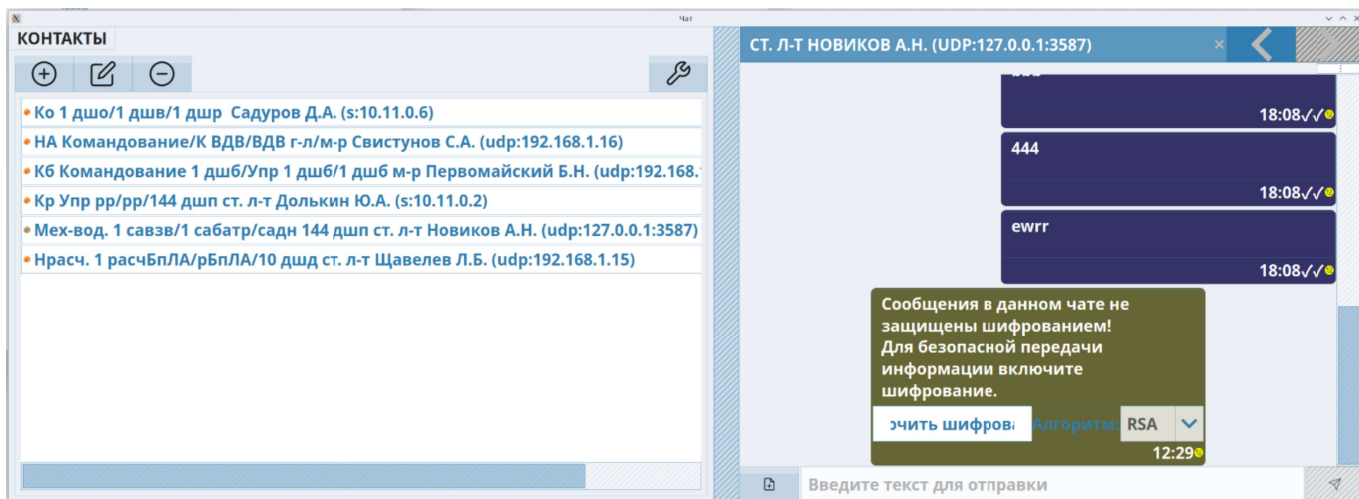 Чат
КОНТАКТЫ
Ко 1 дшо/1 дшв/1 дшр Садуров Д.А. (s:10.11.0.6)
НА Командование/К ВДВ/ВДВ г-л/м-р Свистунов С.А. (udp:192.168.1.16)
Кб Командование 1 дшб/Упр 1 дшб/1 дшб м-р Первомайский Б.Н. (udp:192.168.
Кр Упр рр/рр/144 дшп ст. л-т Долькин Ю.А. (s:10.11.0.2)
Мех-вод. 1 савзв/1 сабатр/садн 144 дшп ст. л-т Новиков А.Н. (udp:127.0.0.1:3587)
Нрасч. 1 расчБпЛА/рБпЛА/10 дшд ст. л-т Щавелев Л.Б. (udp:192.168.1.15)
СТ. Л-Т НОВИКОВ А.Н. (UDP:127.0.0.1:3587)
18:08
444
18:08
ewrr
18:08
Сообщения в данном чате не
защищены шифрованием!
Для безопасной передачи
информации включите
шифрование.
очить шифрова Алгоритм: RSA
12:29
Введите текст для отправки